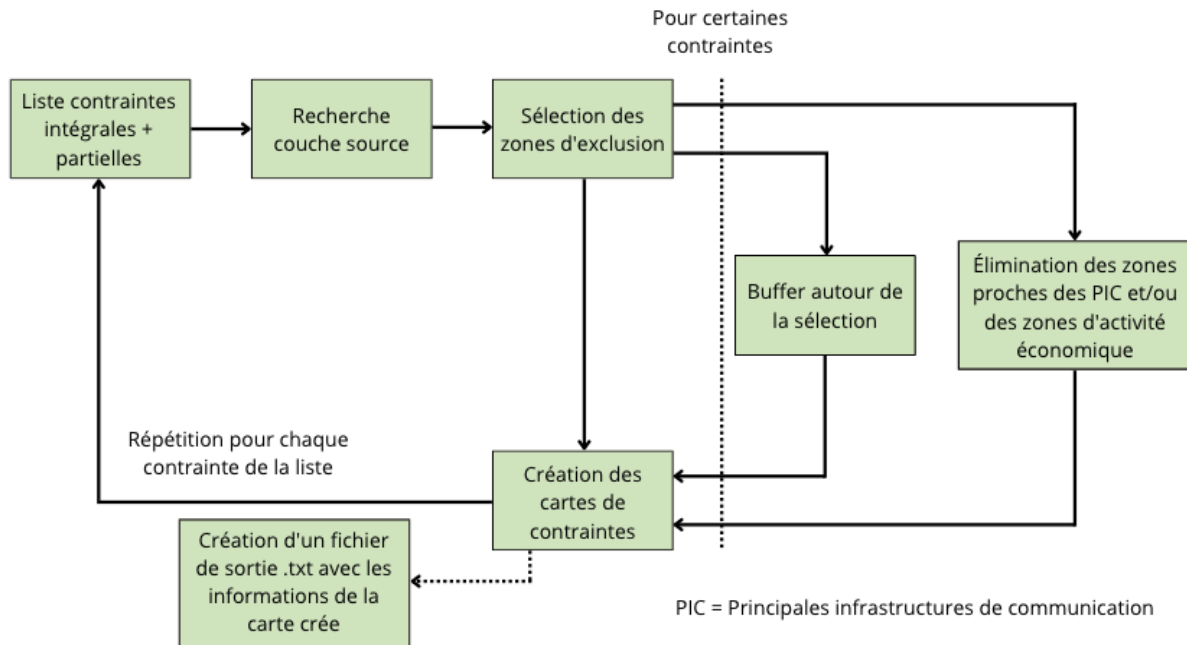 Pour certaines
contraintes
Liste contraintes
intégrales +
partielles
Recherche
couche source
Sélection des
zones d'exclusion
Buffer autour de
la sélection
Élimination des zones
proches des PIC et/ou
des zones d'activité
économique
Répétition pour chaque
contrainte de la liste
Création des
cartes de
contraintes
Création d'un fichier
de sortie .txt avec les
informations de la
carte crée
PIC = Principales infrastructures de communication